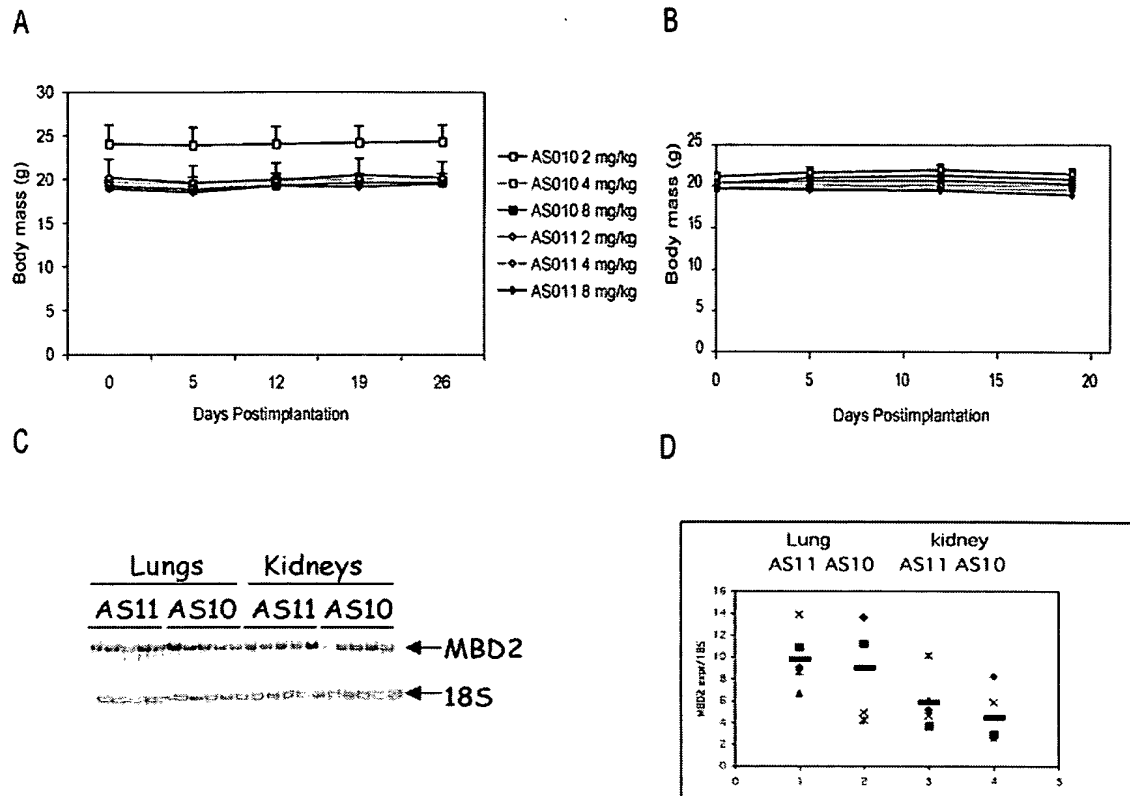 A
B
30
25
20
15
10
5
0
Body mass (g)
0 5 12 19 26
Days Postimplantation
AS010 2 mg/kg
AS010 4 mg/kg
AS010 8 mg/kg
AS011 2 mg/kg
AS011 4 mg/kg
AS011 8 mg/kg
25
20
15
10
5
0
Body mass (g)
0 5 10 15 20
Days Postimplantation
C
D
Lungs Kidneys
AS11 AS10 AS11 AS10
MBD2
18S
Lung kidney
AS11 AS10 AS11 AS10
16
14
12
10
8
6
4
2
0
MBD2 expr/18S
0 1 2 3 4 5